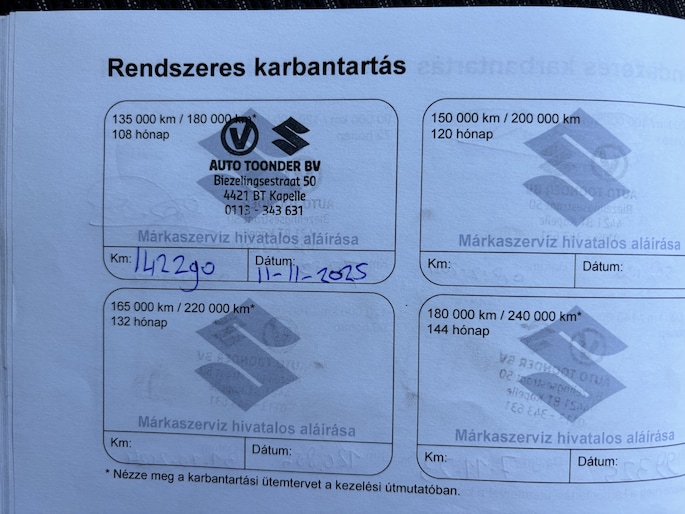 Rendszeres karbantartás
135 000 km / 180 000 km*
108 hónap
AUTO TOONDER BV
Biezelingsestraat 50
4421 BT Kapelle
0113 - 343 631
Márkaszerviz hivatalos aláírása
Km: 142290 Dátum: 11-11-2025
150 000 km / 200 000 km
120 hónap
Márkaszerviz hivatalos aláírása
Km: Dátum:
165 000 km / 220 000 km*
132 hónap
Márkaszerviz hivatalos aláírása
Km: Dátum:
180 000 km / 240 000 km*
144 hónap
Márkaszerviz hivatalos aláírása
Km: Dátum:
* Nézze meg a karbantartási ütemtervet a kezelési útmutatóban.